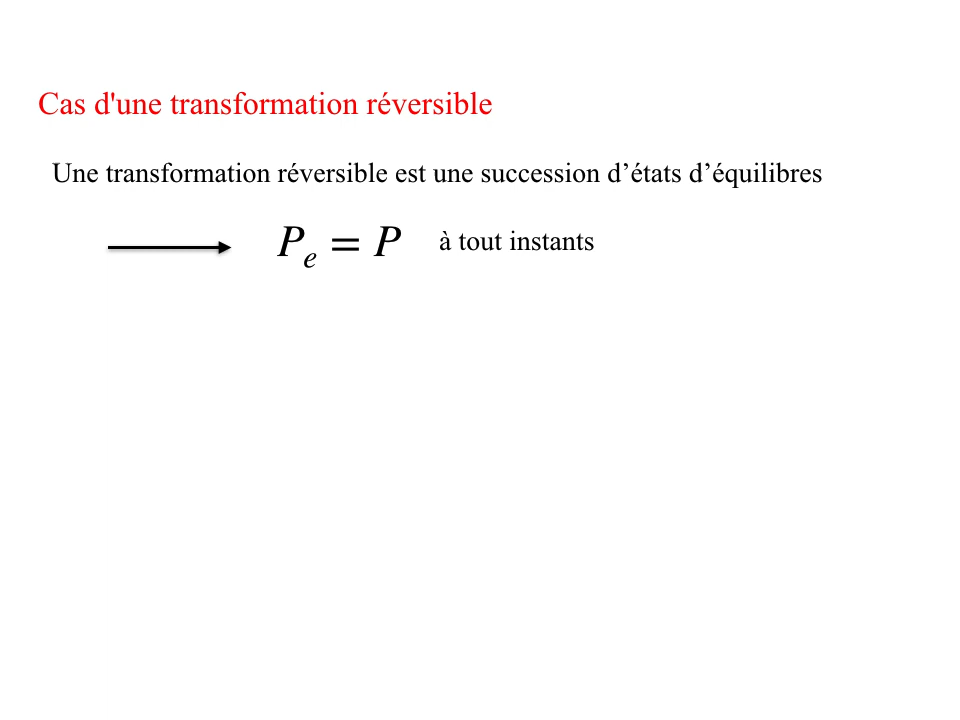 Cas d'une transformation réversible
Une transformation réversible est une succession d’états d’équilibres
Pe = P à tout instants